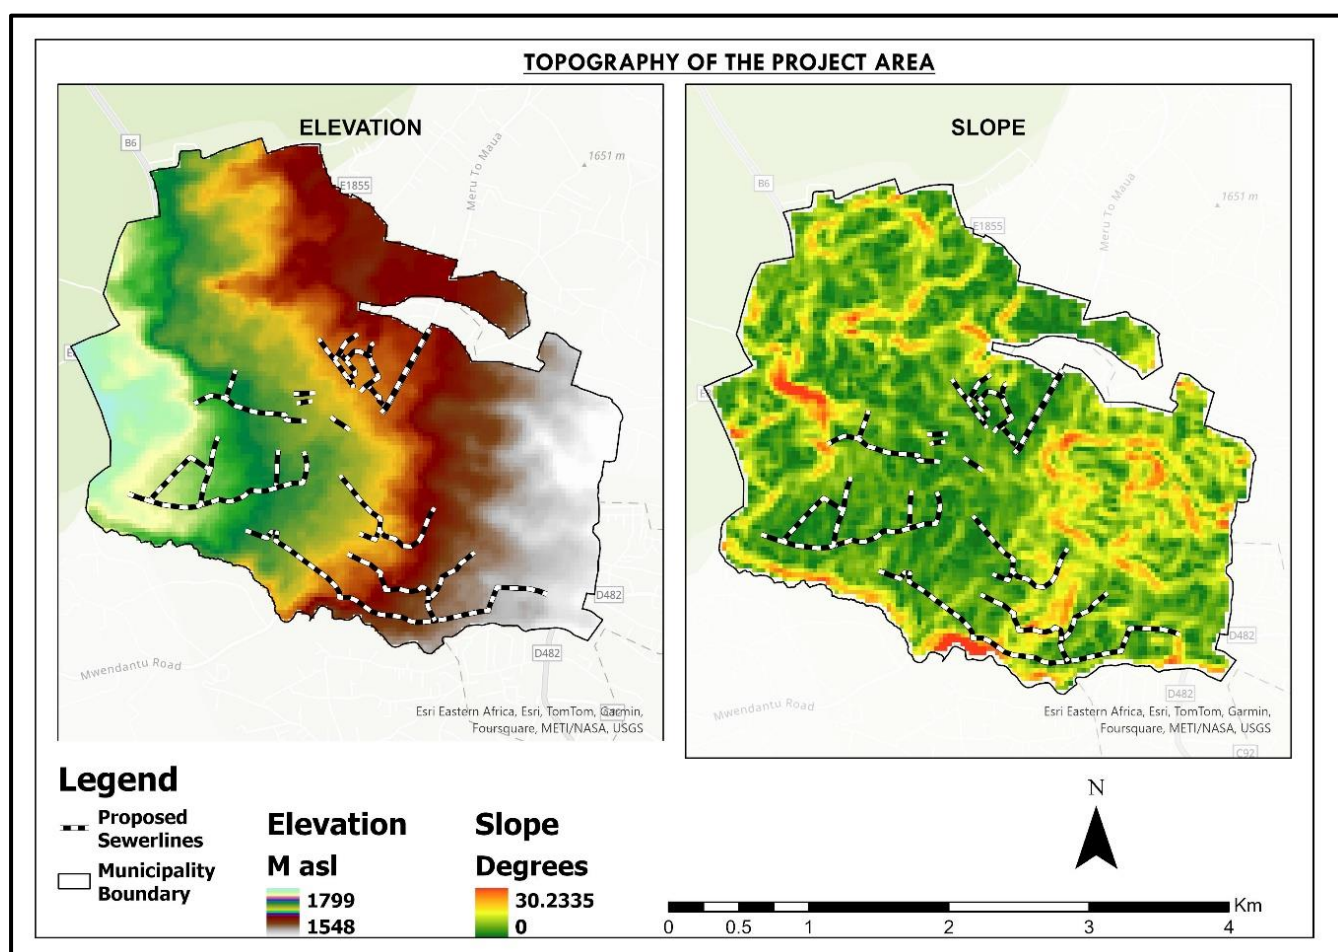 TOPOGRAPHY OF THE PROJECT AREA
ELEVATION
B6
E1855
Meru To Maua
1651 m
D482
D482
Mwendantu Road
Esri Eastern Africa, Esri, TomTom, Garmin,
Foursquare, METI/NASA, USGS
SLOPE
B6
E1855
Meru To Maua
1651 m
D482
D482
Mwendantu Road
Esri Eastern Africa, Esri, TomTom, Garmin,
Foursquare, METI/NASA, USGS
C92
Legend
Proposed
Sewerlines
Municipality
Boundary
Elevation
M asl
1799
1548
Slope
Degrees
30.2335
0
N
0 0.5 1 2 3 4 Km